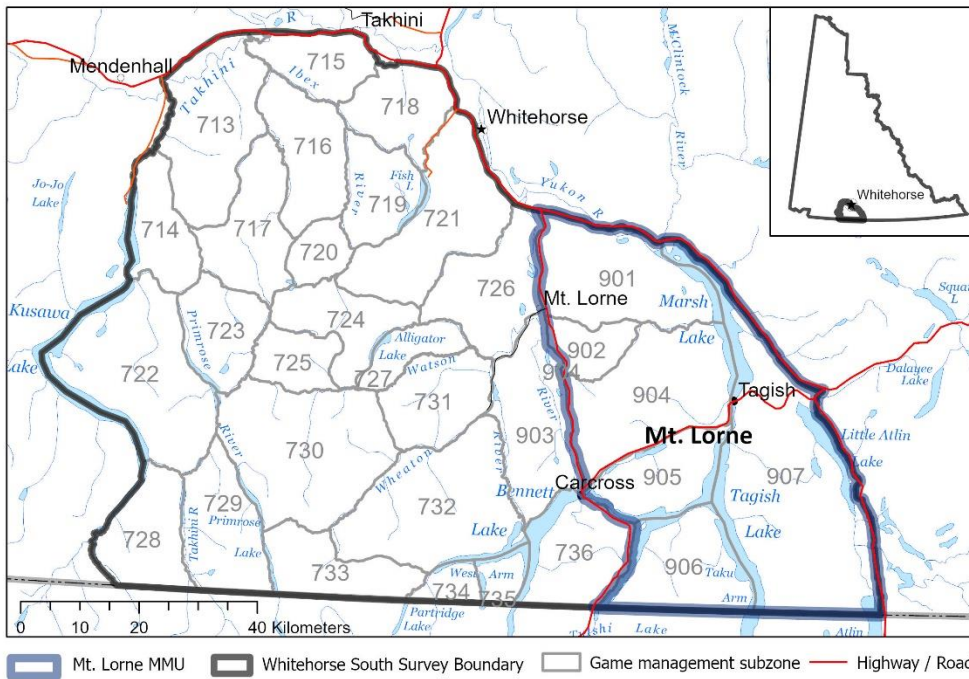 Takhini
R
Mendenhall
Takhini
Ibex
715
713
718
716
Whitehorse
McClintock
River
Whitehorse
Jo-Jo
Lake
Fish
L
River
719
721
714
717
720
Yukon R
901
726
Marsh
Lake
Mt. Lorne
Squan
L
Kusawa
Lake
Primrose
723
724
Alligator
Lake
727
Watson
725
902
904
Dalayee
Lake
722
731
904
Tagish
River
Mt. Lorne
Little Atlin
Lake
730
903
River
905
907
Wheaton
River
Carcross
Bennett
Lake
732
Tagish
Lake
728
Takhini R
729
Primrose
Lake
736
906
733
West
Arm
Taku
Arm
734
735
Partridge
Lake
Tutshi
Lake
Atlin
0 10 20 40 Kilometers
Mt. Lorne MMU Whitehorse South Survey Boundary Game management subzone Highway / Road